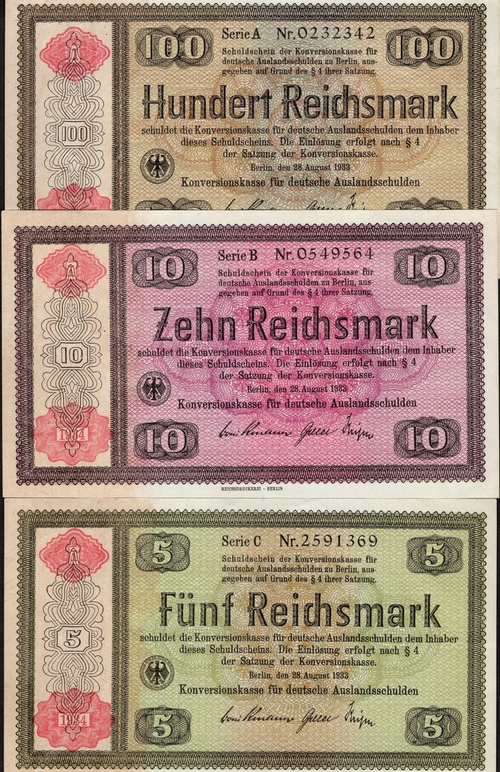 100 Serie A Nr.0232342 100
Schuldschein der Konversionskasse für
deutsche Auslandsschulden zu Berlin, aus-
gegeben auf Grund des § 4 ihrer Satzung.
Hundert Reichsmark
100
schuldet die Konversionskasse für deutsche Auslandsschulden dem Inhaber
dieses Schuldscheins. Die Einlösung erfolgt nach § 4
der Satzung der Konversionskasse.
Berlin, den 28. August 1933
Konversionskasse für deutsche Auslandsschulden
10 Serie B Nr.0549564 10
Schuldschein der Konversionskasse für
deutsche Auslandsschulden zu Berlin, aus-
gegeben auf Grund des § 4 ihrer Satzung.
Zehn Reichsmark
10
schuldet die Konversionskasse für deutsche Auslandsschulden dem Inhaber
dieses Schuldscheins. Die Einlösung erfolgt nach § 4
der Satzung der Konversionskasse.
Berlin, den 28. August 1933
Konversionskasse für deutsche Auslandsschulden
1934
10 10
REICHSDRUCKEREI - BERLIN
5 Serie C Nr.2591369 5
Schuldschein der Konversionskasse für
deutsche Auslandsschulden zu Berlin, aus-
gegeben auf Grund des § 4 ihrer Satzung.
Fünf Reichsmark
5
schuldet die Konversionskasse für deutsche Auslandsschulden dem Inhaber
dieses Schuldscheins. Die Einlösung erfolgt nach § 4
der Satzung der Konversionskasse.
Berlin, den 28. August 1933
Konversionskasse für deutsche Auslandsschulden
1934
5 5